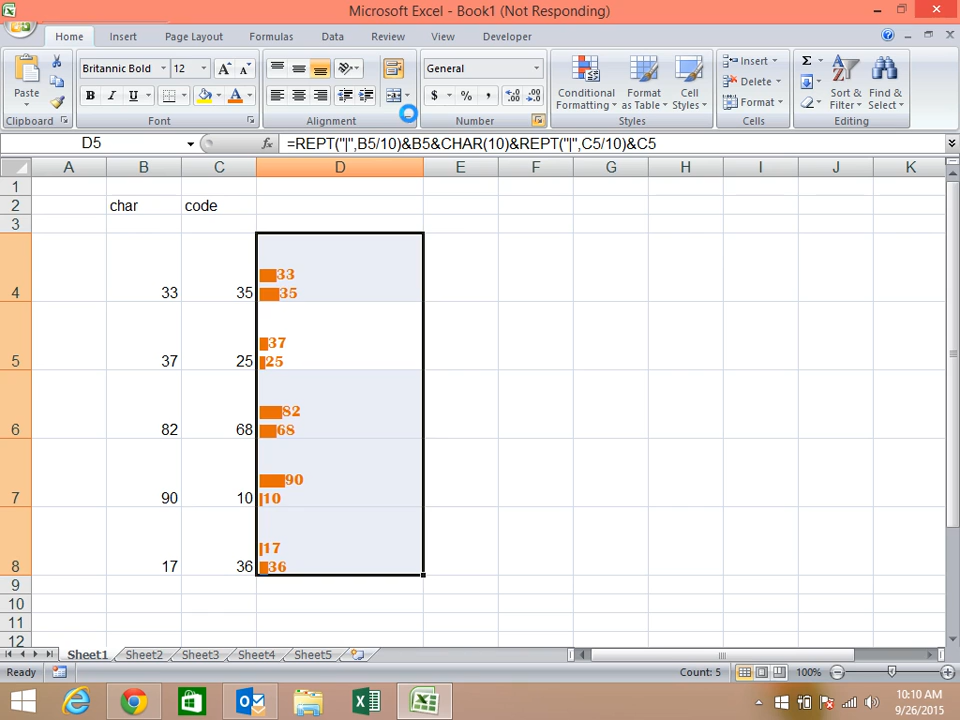 Microsoft Excel - Book1 (Not Responding)
Home Insert Page Layout Formulas Data Review View Developer
Paste
Clipboard
Britannic Bold 12
B I U
Font
Alignment
General
$ % ,
Number
Conditional Formatting
Format as Table
Cell Styles
Styles
Insert
Delete
Format
Cells
Sort & Filter
Find & Select
Editing
D5 fx =REPT("|",B5/10)&B5&CHAR(10)&REPT("|",C5/10)&C5
A B C D E F G H I J K
1
2 char code
3
4 33 35 33
35
5 37 25 37
25
6 82 68 82
68
7 90 10 90
10
8 17 36 17
36
9
10
11
12
Sheet1 Sheet2 Sheet3 Sheet4 Sheet5
Ready Count: 5 100%
10:10 AM
9/26/2015